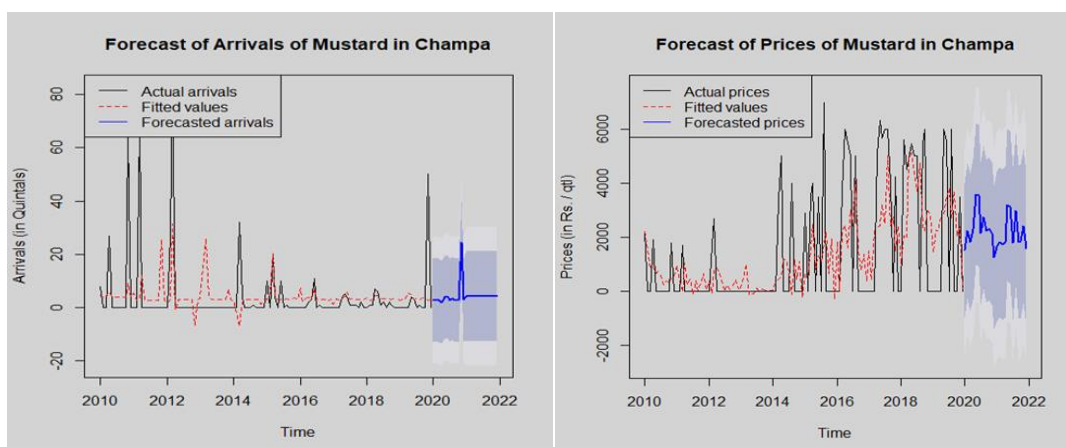 Forecast of Arrivals of Mustard in Champa
Actual arrivals
Fitted values
Forecasted arrivals
Arrivals (in Quintals)
80
60
40
20
0
-20
2010 2012 2014 2016 2018 2020 2022
Time
Forecast of Prices of Mustard in Champa
Actual prices
Fitted values
Forecasted prices
Prices (in Rs. / qtl)
6000
4000
2000
0
-2000
2010 2012 2014 2016 2018 2020 2022
Time